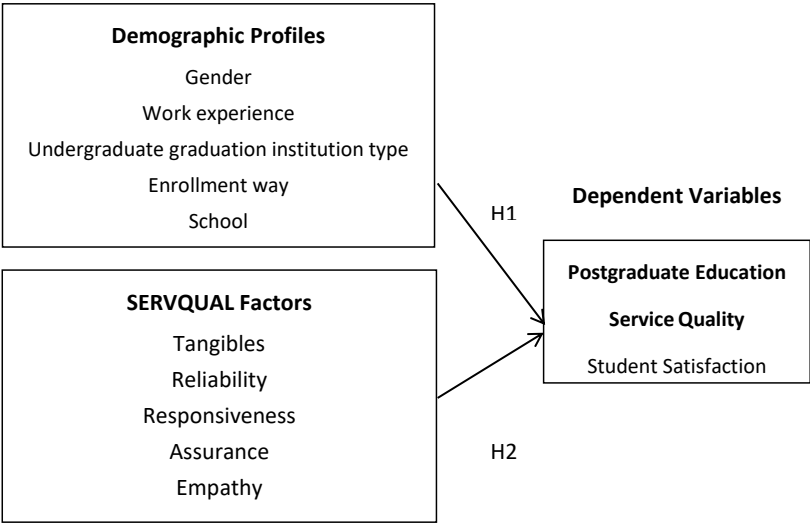 Demographic Profiles
Gender
Work experience
Undergraduate graduation institution type
Enrollment way
School
H1
Dependent Variables
Postgraduate Education
Service Quality
Student Satisfaction
SERVQUAL Factors
Tangibles
Reliability
Responsiveness
Assurance
Empathy
H2